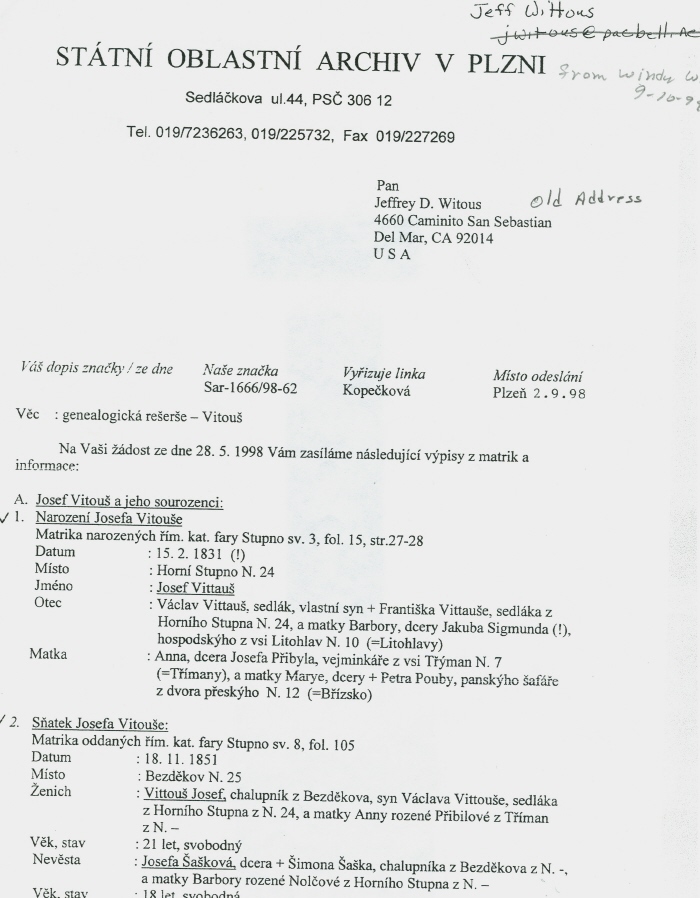 Jeff Wittous
jwitous@pacbell.ne
STÁTNÍ OBLASTNÍ ARCHIV V PLZNI
from Windy W
9-10-98
Sedláčkova ul.44, PSČ 306 12
Tel. 019/7236263, 019/225732, Fax 019/227269
Pan
Jeffrey D. Witous
old Address
4660 Caminito San Sebastian
Del Mar, CA 92014
U S A
Váš dopis značky / ze dne Naše značka Vyřizuje linka Místo odeslání
Sar-1666/98-62 Kopečková Plzeň 2.9.98
Věc : genealogická rešerše – Vitouš
Na Vaši žádost ze dne 28. 5. 1998 Vám zasíláme následující výpisy z matrik a
informace:
A. Josef Vitouš a jeho sourozenci:
✓ 1. Narození Josefa Vitouše
Matrika narozených řím. kat. fary Stupno sv. 3, fol. 15, str.27-28
Datum : 15. 2. 1831 (!)
Místo : Horní Stupno N. 24
Jméno : Josef Vittauš
Otec : Václav Vittauš, sedlák, vlastní syn + Františka Vittauše, sedláka z
Horního Stupna N. 24, a matky Barbory, dcery Jakuba Sigmunda (!),
hospodskýho z vsi Litohlav N. 10 (=Litohlavy)
Matka : Anna, dcera Josefa Přibyla, vejminkáře z vsi Třýman N. 7
(=Třímany), a matky Marye, dcery + Petra Pouby, panskýho šafáře
z dvora přeskýho N. 12 (=Břízsko)
✓ 2. Sňatek Josefa Vitouše:
Matrika oddaných řím. kat. fary Stupno sv. 8, fol. 105
Datum : 18. 11. 1851
Místo : Bezděkov N. 25
Ženich : Vittouš Josef, chalupník z Bezděkova, syn Václava Vittouše, sedláka
z Horního Stupna z N. 24, a matky Anny rozené Přibilové z Tříman
z N. –
Věk, stav : 21 let, svobodný
Nevěsta : Josefa Šašková, dcera + Šimona Šaška, chalupníka z Bezděkova z N. -,
a matky Barbory rozené Nolčové z Horního Stupna z N. –
Věk, stav : 18 let, svobodná